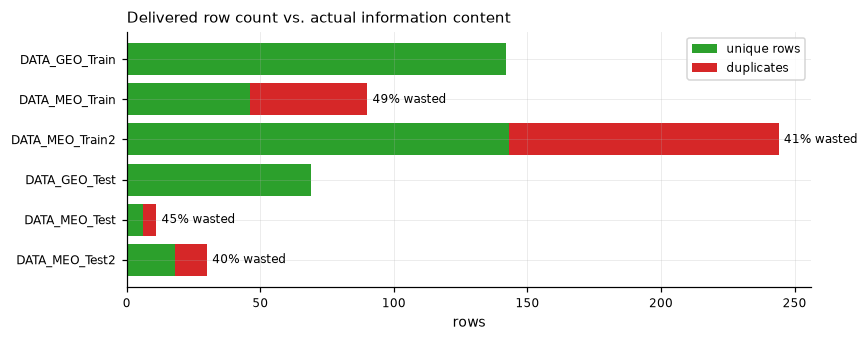 Delivered row count vs. actual information content
unique rows
duplicates
DATA_GEO_Train
DATA_MEO_Train
49% wasted
DATA_MEO_Train2
41% wasted
DATA_GEO_Test
DATA_MEO_Test
45% wasted
DATA_MEO_Test2
40% wasted
0 50 100 150 200 250
rows